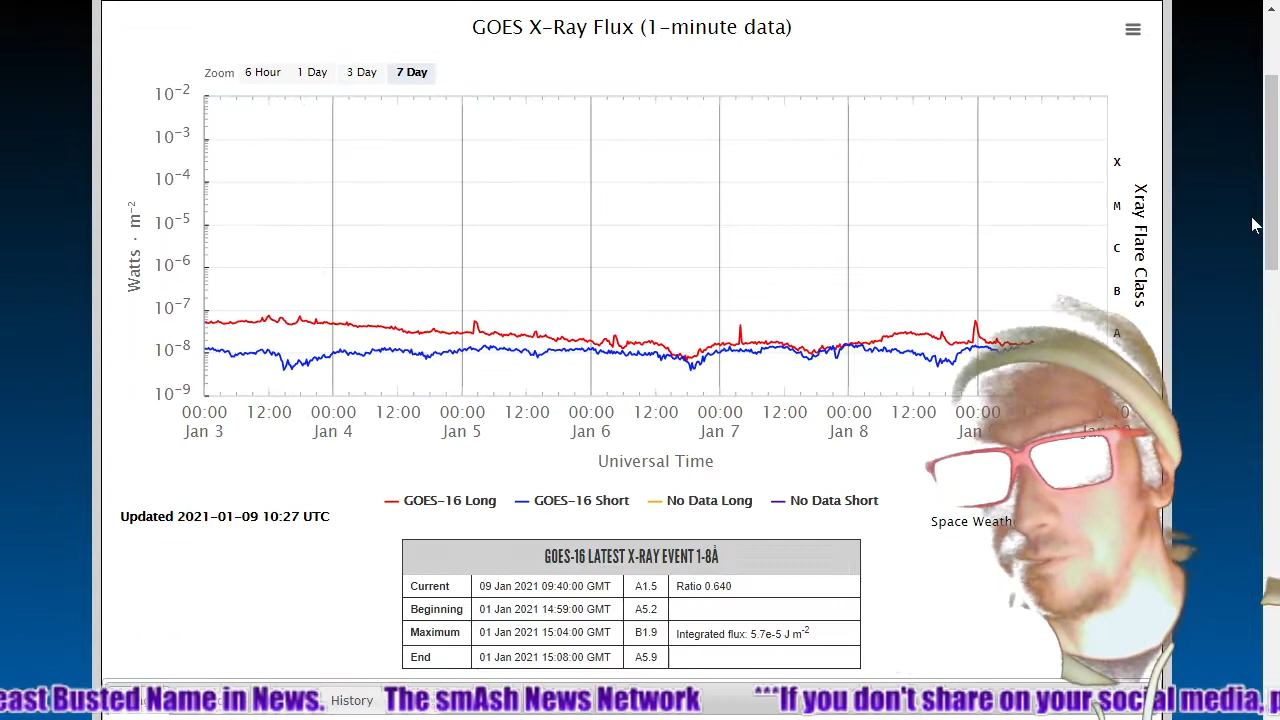 GOES X-Ray Flux (1-minute data)
Zoom 6 Hour 1 Day 3 Day 7 Day
10-2
10-3
10-4
10-5
10-6
10-7
10-8
10-9
Watts · m-2
X
M
C
B
A
Xray Flare Class
00:00 12:00 00:00 12:00 00:00 12:00 00:00 12:00 00:00 12:00 00:00 12:00 00:00
Jan 3 Jan 4 Jan 5 Jan 6 Jan 7 Jan 8
Universal Time
GOES-16 Long GOES-16 Short No Data Long No Data Short
Updated 2021-01-09 10:27 UTC
Space Weath
GOES-16 LATEST X-RAY EVENT 1-8Å
Current 09 Jan 2021 09:40:00 GMT A1.5 Ratio 0.640
Beginning 01 Jan 2021 14:59:00 GMT A5.2
Maximum 01 Jan 2021 15:04:00 GMT B1.9 Integrated flux: 5.7e-5 J m-2
End 01 Jan 2021 15:08:00 GMT A5.9
History
east Busted Name in News. The smAsh News Network ***If you don't share on your social media, p